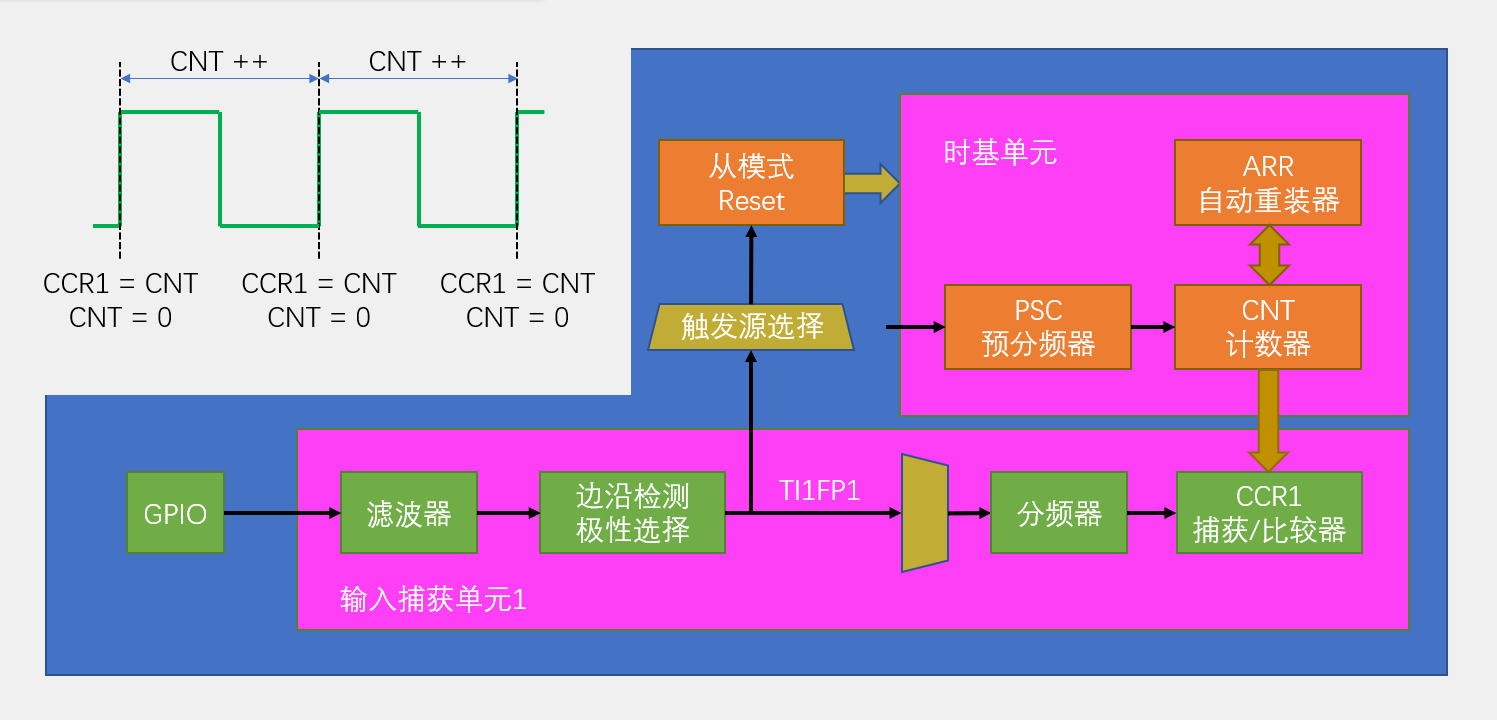 CNT ++
CNT ++
CCR1 = CNT
CNT = 0
CCR1 = CNT
CNT = 0
CCR1 = CNT
CNT = 0
从模式
Reset
时基单元
ARR
自动重装器
触发源选择
PSC
预分频器
CNT
计数器
GPIO
滤波器
边沿检测
极性选择
TI1FP1
分频器
CCR1
捕获/比较器
输入捕获单元1